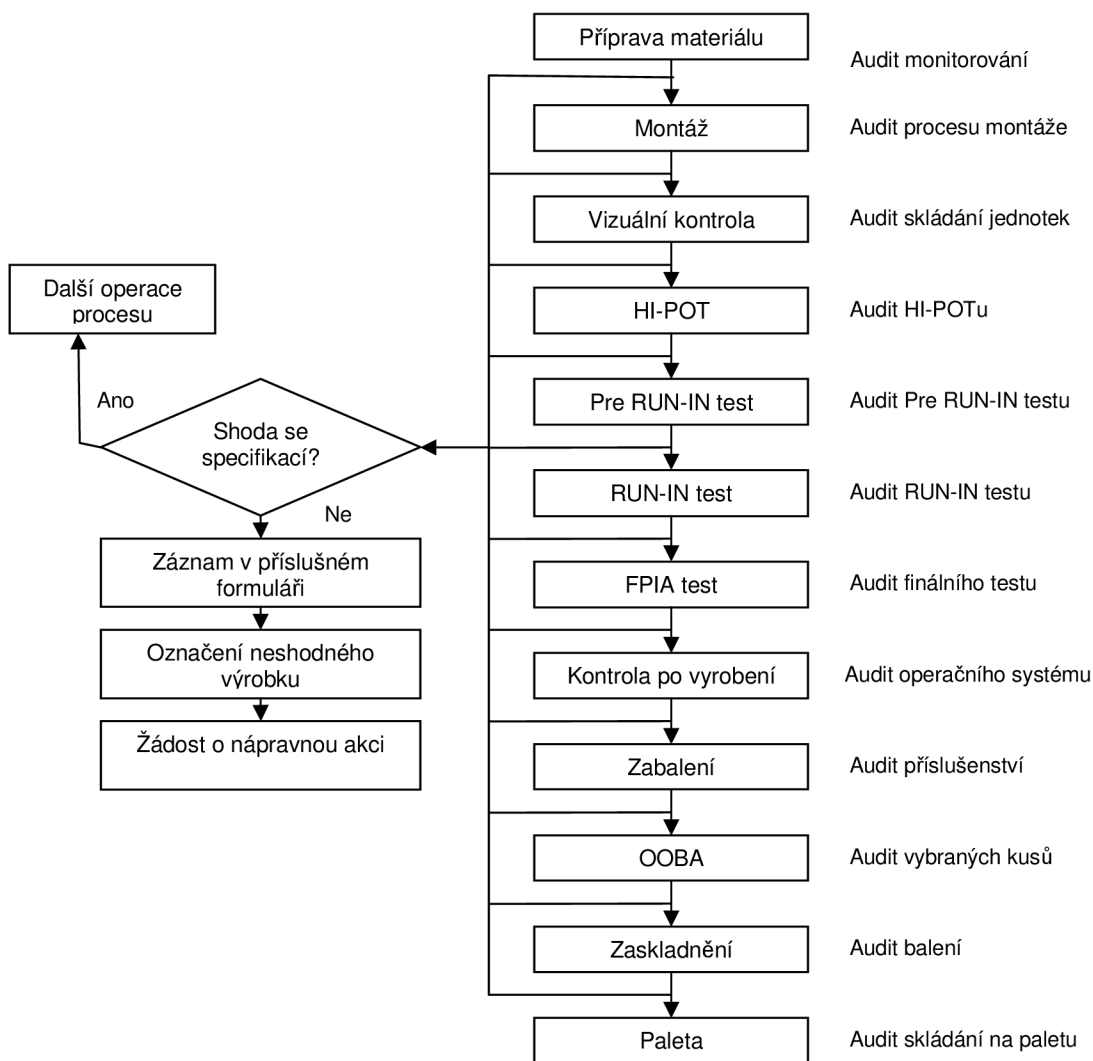 Příprava materiálu
Audit monitorování
Montáž
Audit procesu montáže
Vizuální kontrola
Audit skládání jednotek
Další operace
procesu
HI-POT
Audit HI-POTu
Ano
Pre RUN-IN test
Audit Pre RUN-IN testu
Shoda se
specifikací?
RUN-IN test
Audit RUN-IN testu
Ne
Záznam v příslušném
formuláři
FPIA test
Audit finálního testu
Označení neshodného
výrobku
Kontrola po vyrobení
Audit operačního systému
Žádost o nápravnou akci
Zabalení
Audit příslušenství
OOBA
Audit vybraných kusů
Zaskladnění
Audit balení
Paleta
Audit skládání na paletu